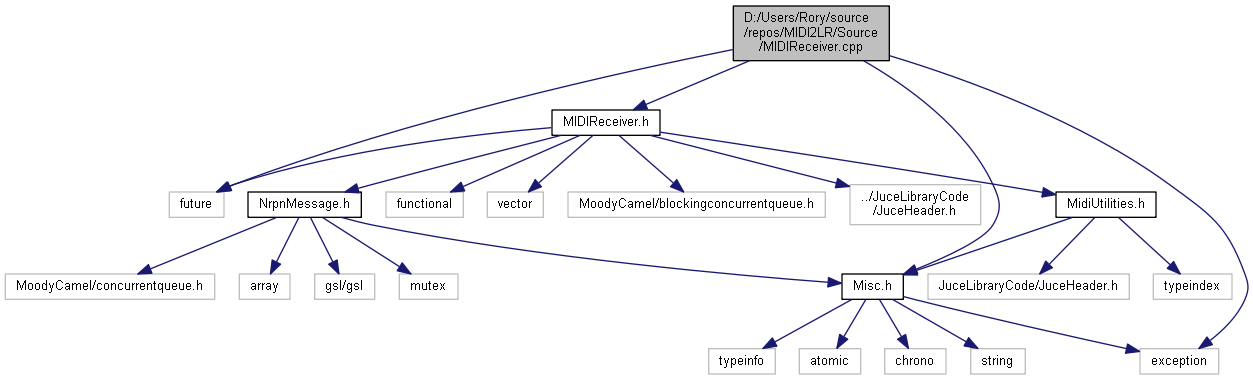 D:/Users/Rory/source
/repos/MIDI2LR/Source
/MIDIReceiver.cpp
MIDIReceiver.h
future
NrpnMessage.h
functional
vector
MoodyCamel/blockingconcurrentqueue.h
../JuceLibraryCode
/JuceHeader.h
MidiUtilities.h
MoodyCamel/concurrentqueue.h
array
gsl/gsl
mutex
Misc.h
JuceLibraryCode/JuceHeader.h
typeindex
typeinfo
atomic
chrono
string
exception